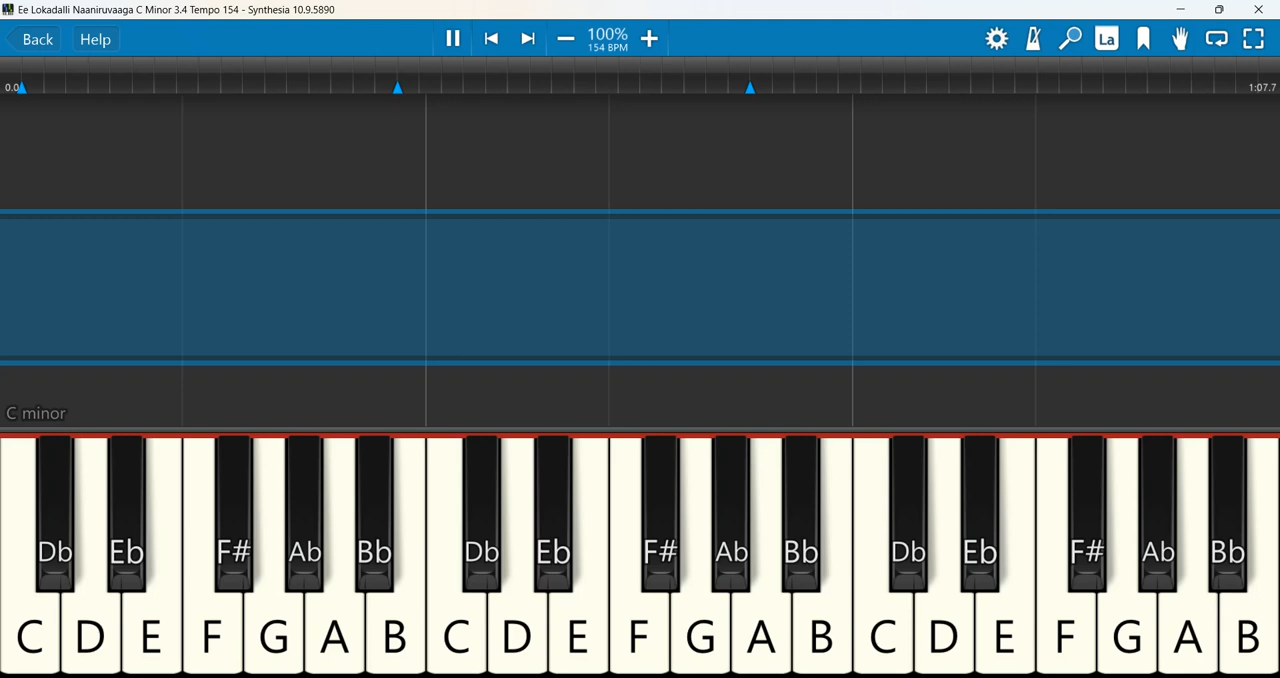 Ee Lokadalli Naaniruvaaga C Minor 3.4 Tempo 154 - Synthesia 10.9.5890
Back Help 100% La
154 BPM
0.0 1:07.7
C minor
Db Eb F# Ab Bb Db Eb F# Ab Bb Db Eb F# Ab Bb
C D E F G A B C D E F G A B C D E F G A B